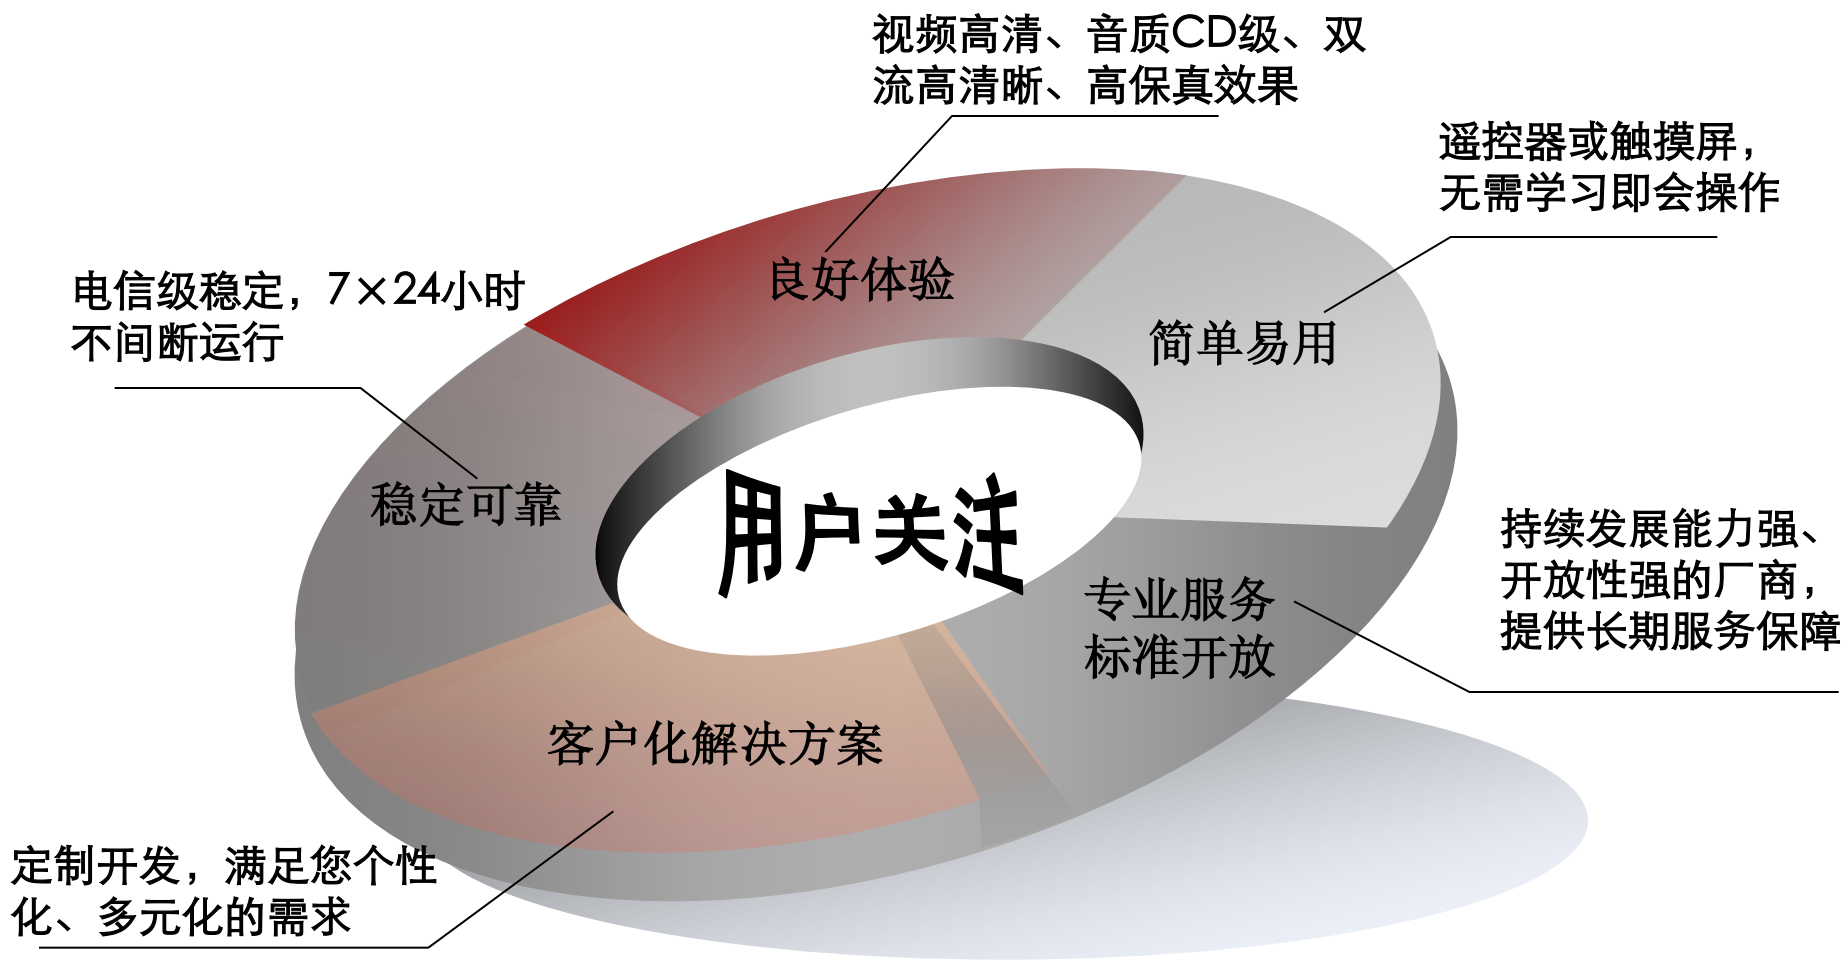 视频高清、音质CD级、双
流高清晰、高保真效果
遥控器或触摸屏，
无需学习即会操作
良好体验
电信级稳定，7×24小时
不间断运行
简单易用
稳定可靠
用户关注
持续发展能力强、
开放性强的厂商，
提供长期服务保障
专业服务
标准开放
客户化解决方案
定制开发，满足您个性
化、多元化的需求